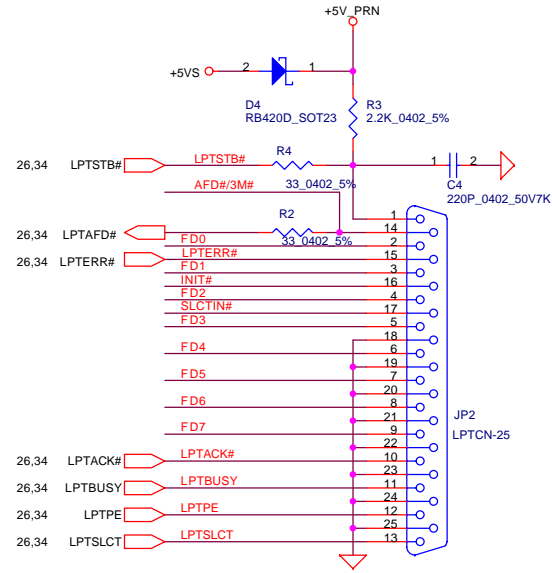 +5V_PRN
+5VS 2 1
D4
RB420D_SOT23
R3
2.2K_0402_5%
R4
26,34 LPTSTB# LPTSTB# 33_0402_5%
1 2
C4
220P_0402_50V7K
AFD#/3M#
R2
26,34 LPTAFD# 33_0402_5%
1
14
FD0 2
26,34 LPTERR# LPTERR# 15
FD1 3
INIT# 16
FD2 4
SLCTIN# 17
FD3 5
18
FD4 6
19
FD5 7
20
FD6 8
21
FD7 9
22
JP2
LPTCN-25
26,34 LPTACK# LPTACK# 10
23
26,34 LPTBUSY LPTBUSY 11
24
26,34 LPTPE LPTPE 12
25
26,34 LPTSLCT LPTSLCT 13